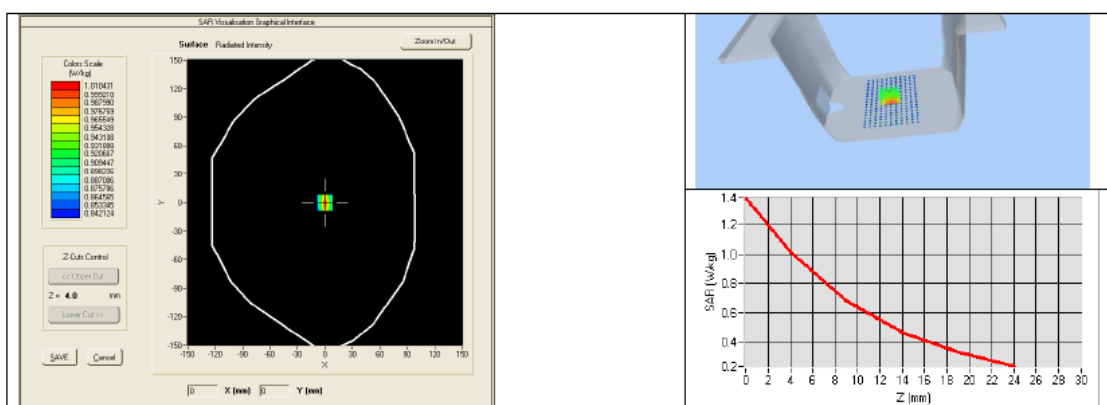 SAR Visualisation Graphical Interface
Surface Radiated Intensity
Zoom In/Out
Colors Scale
(W/kg)
1.010431
0.999210
0.987990
0.976769
0.965549
0.954328
0.943108
0.931888
0.920667
0.909447
0.898226
0.887006
0.875786
0.864565
0.853345
0.842124
Z-Cuts Control
<< Upper Cut
Z = 4.0 mm
Lower Cut >>
SAVE Cancel
150
120
90
60
30
Y 0
-30
-60
-90
-120
-150
-150 -120 -90 -60 -30 0 30 60 90 120 150
X
0 X (mm) 0 Y (mm)
1.4
1.2
1.0
0.8
0.6
0.4
0.2
SAR (W/kg)
0 2 4 6 8 10 12 14 16 18 20 22 24 26 28 30
Z (mm)